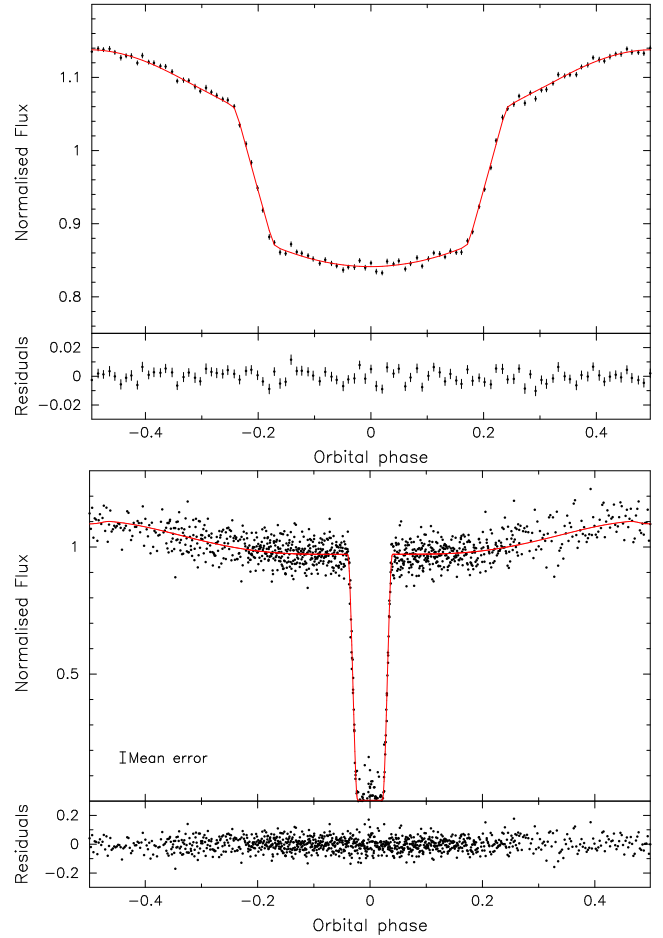 Normalised Flux
1.1
1
0.9
0.8
Residuals
0.02
0
−0.02
−0.4 −0.2 0 0.2 0.4
Orbital phase
Normalised Flux
1
0.5
Mean error
Residuals
0.2
0
−0.2
−0.4 −0.2 0 0.2 0.4
Orbital phase